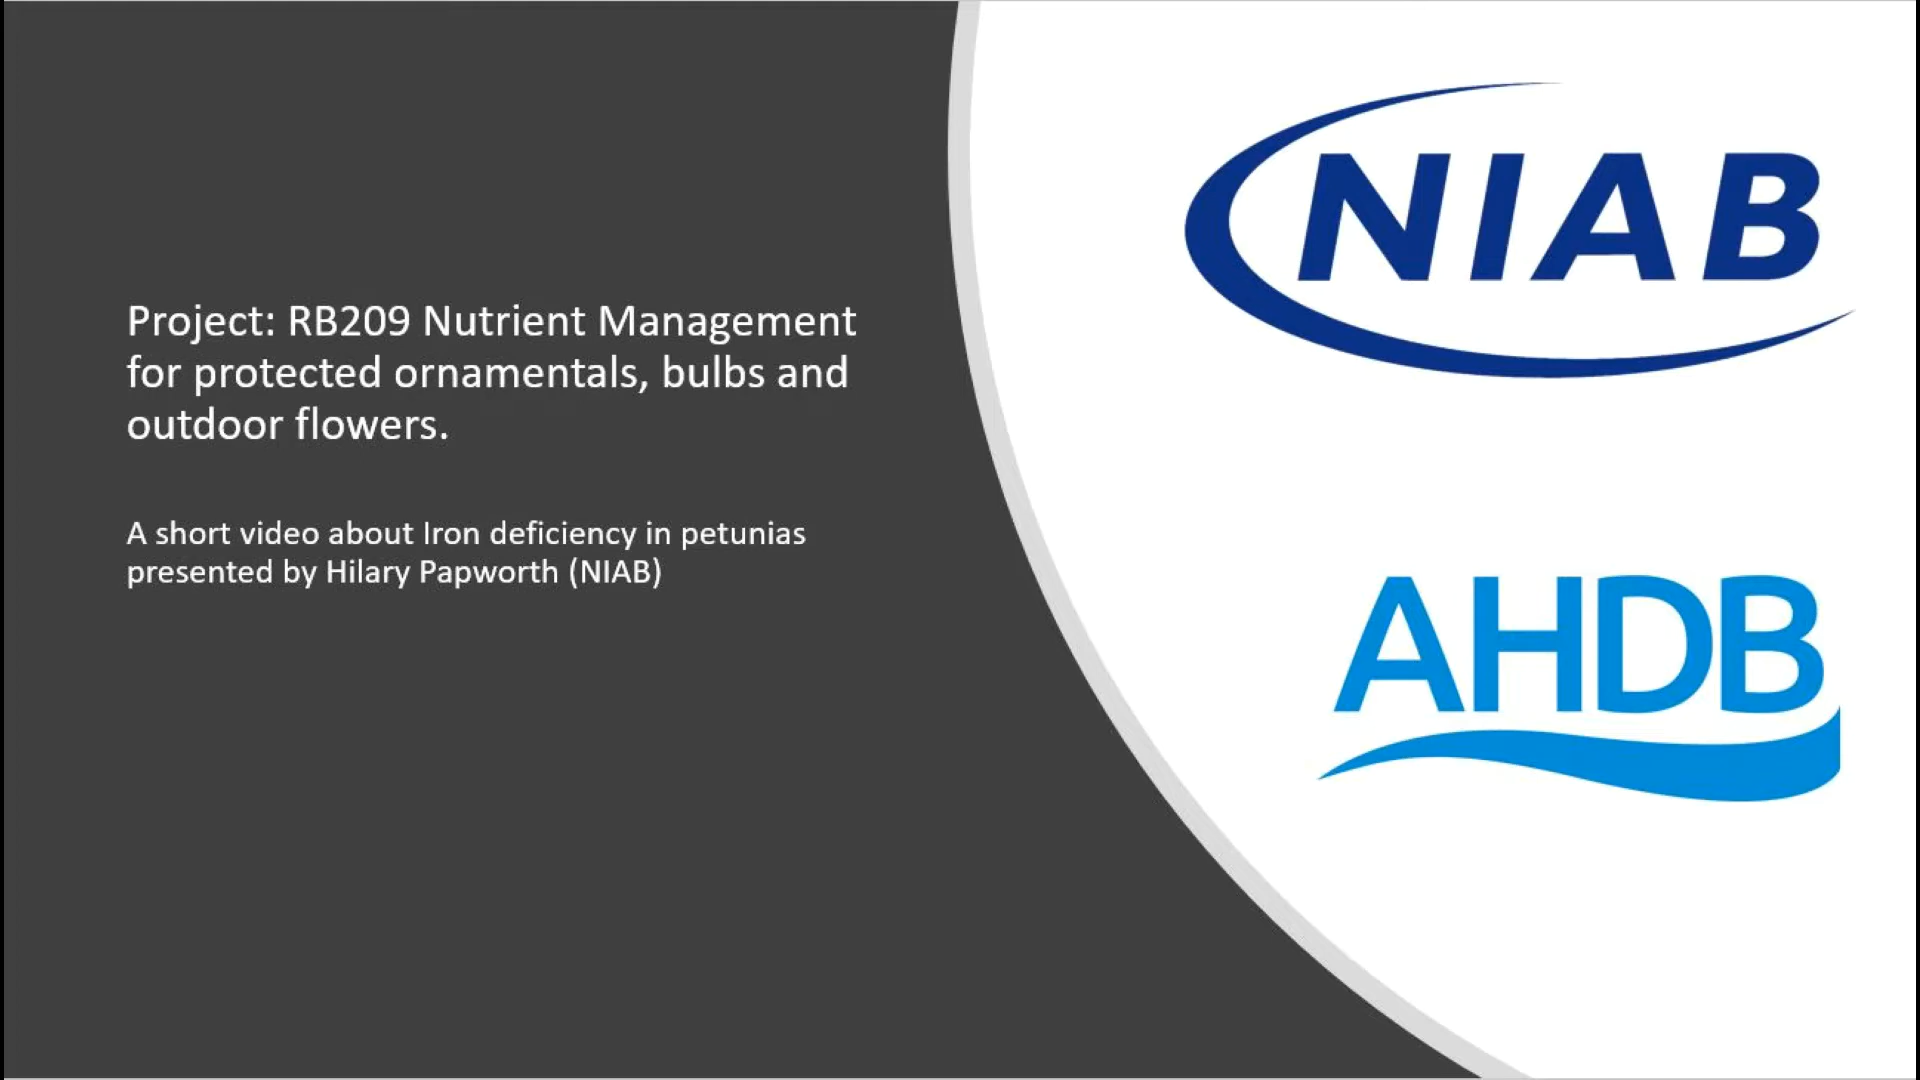 Project: RB209 Nutrient Management
for protected ornamentals, bulbs and
outdoor flowers.
A short video about Iron deficiency in petunias
presented by Hilary Papworth (NIAB)
NIAB
AHDB